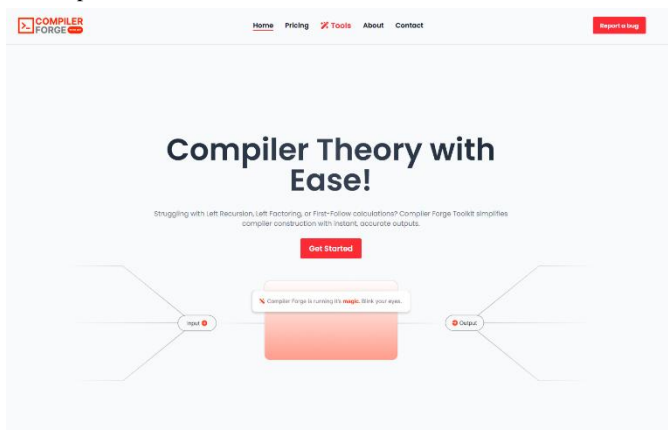 COMPILER
FORGE
Home Pricing Tools About Contact
Report a bug
Compiler Theory with
Ease!
Struggling with Left Recursion, Left Factoring, or First-Follow calculations? Compiler Forge Toolkit simplifies
compiler construction with instant, accurate outputs.
Get Started
Compiler Forge is running it's magic. Blink your eyes.
Input
Output